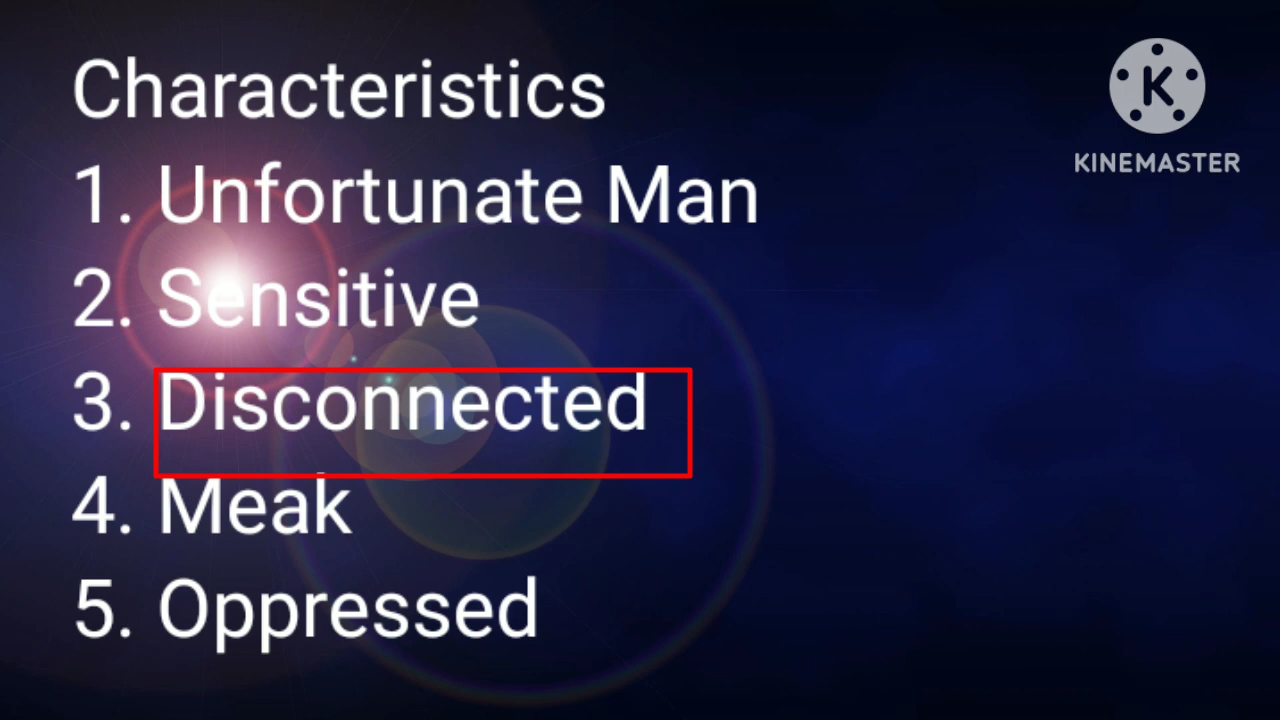 Characteristics
1. Unfortunate Man
2. Sensitive
3. Disconnected
4. Meak
5. Oppressed
K
KINEMASTER